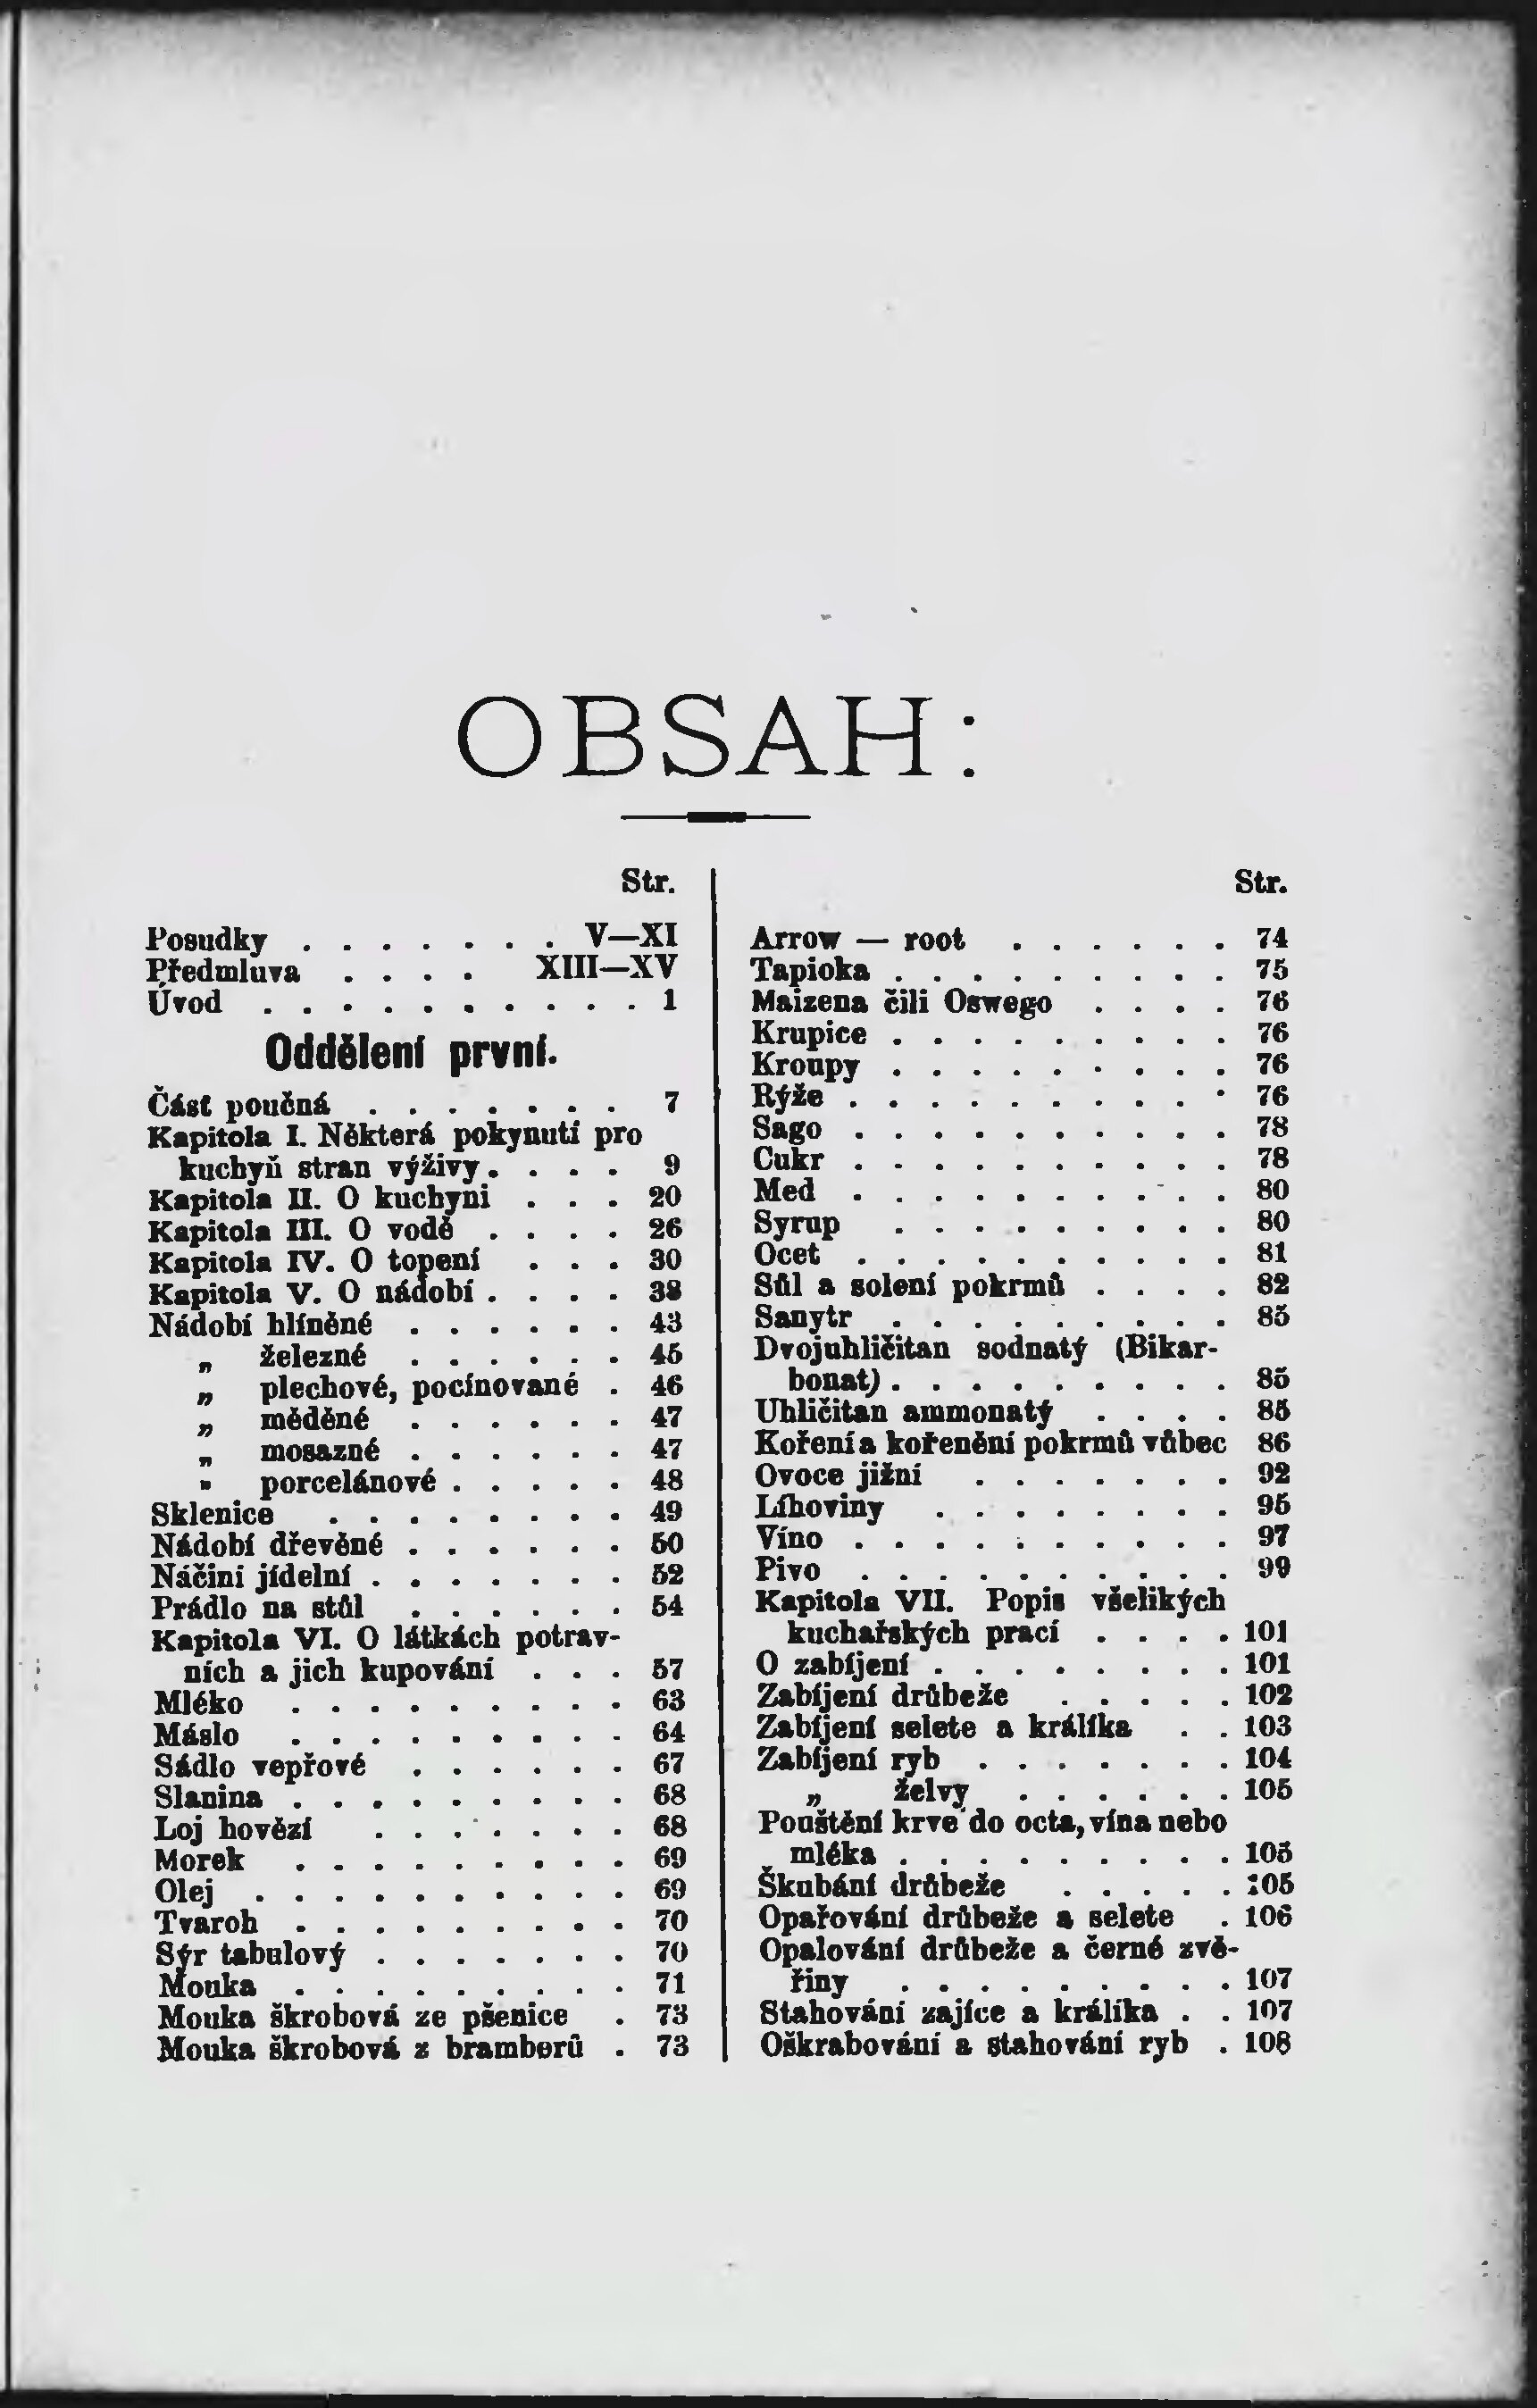 OBSAH:
Str.
Posudky . . . . . . . V—XI
Předmluva . . . . XIII—XV
Úvod . . . . . . . . . . 1
Oddělení první.
Část poučná . . . . . . . 7
Kapitola I. Některá pokynutí pro
kuchyň stran výživy. . . . 9
Kapitola II. O kuchyni . . . 20
Kapitola III. O vodě . . . . 26
Kapitola IV. O topení . . . 30
Kapitola V. O nádobí . . . . 38
Nádobí hlíněné . . . . . . 43
„ železné . . . . . . 45
„ plechové, pocínované . 46
„ měděné . . . . . . 47
„ mosazné . . . . . . 47
„ porcelánové . . . . . 48
Sklenice . . . . . . . . 49
Nádobí dřevěné . . . . . . 50
Náčini jídelní . . . . . . . 52
Prádlo na stůl . . . . . . 54
Kapitola VI. O látkách potrav-
ních a jich kupování . . . 57
Mléko . . . . . . . . . 63
Máslo . . . . . . . . . 64
Sádlo vepřové . . . . . . 67
Slanina . . . . . . . . . 68
Loj hovězí . . . . . . . 68
Morek . . . . . . . . . 69
Olej . . . . . . . . . . 69
Tvaroh . . . . . . . . . 70
Sýr tabulový . . . . . . . 70
Mouka . . . . . . . . . 71
Mouka škrobová ze pšenice . 73
Mouka škrobová z bramborů . 73
Str.
Arrow — root . . . . . . 74
Tapioka . . . . . . . . . 75
Maizena čili Oswego . . . . 76
Krupice . . . . . . . . . 76
Kroupy . . . . . . . . . 76
Rýže . . . . . . . . . . 76
Sago . . . . . . . . . . 78
Cukr . . . . . . . . . . 78
Med . . . . . . . . . . 80
Syrup . . . . . . . . . 80
Ocet . . . . . . . . . . 81
Sůl a solení pokrmů . . . . 82
Sanytr . . . . . . . . . 85
Dvojuhličitan sodnatý (Bikar-
bonat) . . . . . . . . . 85
Uhličitan ammonatý . . . . 85
Koření a kořenění pokrmů vůbec 86
Ovoce jižní . . . . . . . 92
Líhoviny . . . . . . . . 95
Víno . . . . . . . . . . 97
Pivo . . . . . . . . . . 99
Kapitola VII. Popis všelikých
kuchařských prací . . . . 101
O zabíjení . . . . . . . . 101
Zabíjení drůbeže . . . . . 102
Zabíjení selete a králíka . . 103
Zabíjení ryb . . . . . . . 104
„ želvy . . . . . . 105
Pouštění krve do octa, vína nebo
mléka . . . . . . . . . 105
Škubání drůbeže . . . . . 105
Opařování drůbeže a selete . 106
Opalování drůbeže a černé zvě-
řiny . . . . . . . . . 107
Stahování zajíce a králíka . . 107
Oškrabování a stahování ryb . 108